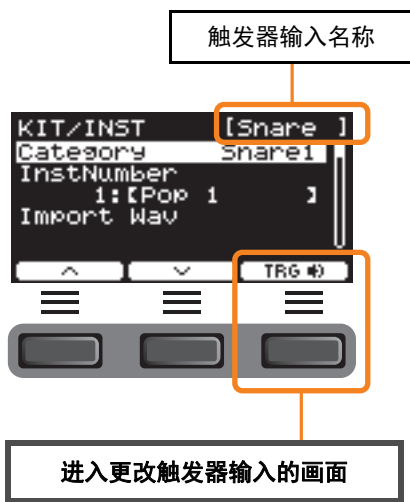 触发器输入名称
KIT/INST [Snare ]
Category Snare1
InstNumber
1:[Pop 1 ]
Import Wav
TRG
进入更改触发器输入的画面